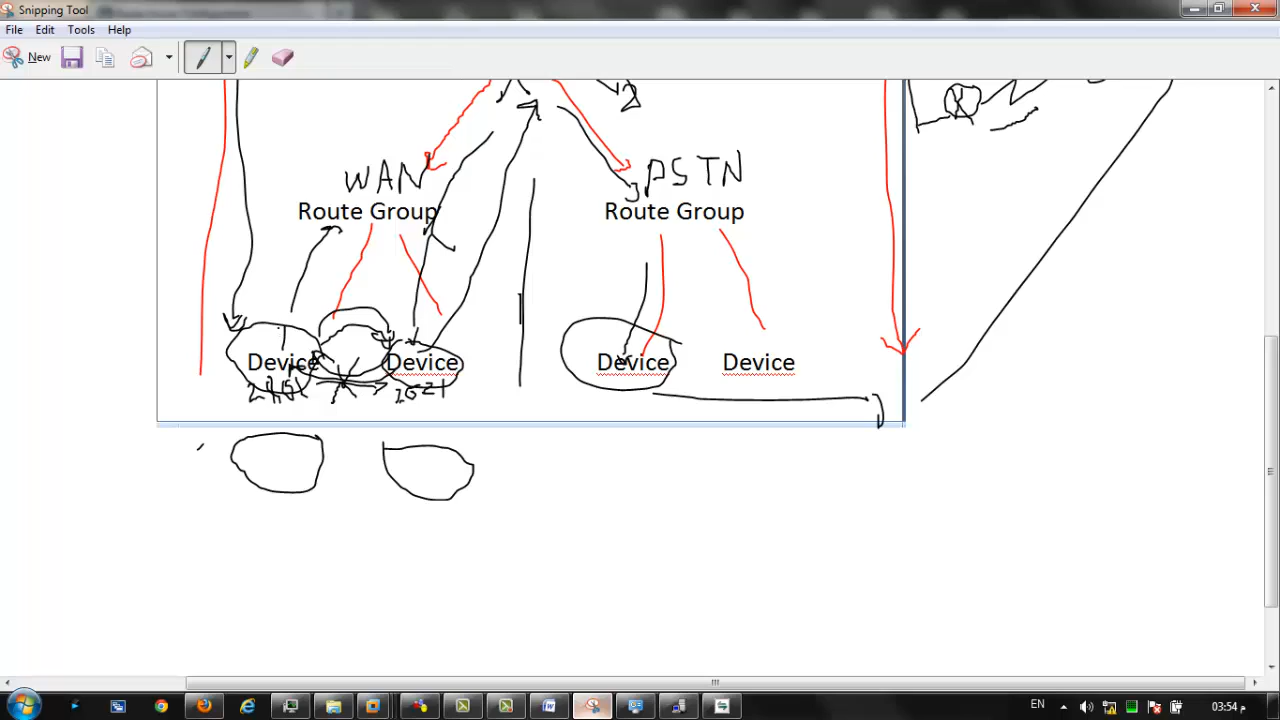 Snipping Tool
File Edit Tools Help
New
2
K
WAN PSTN
Route Group Route Group
Device Device Device Device
EN 03:54 م